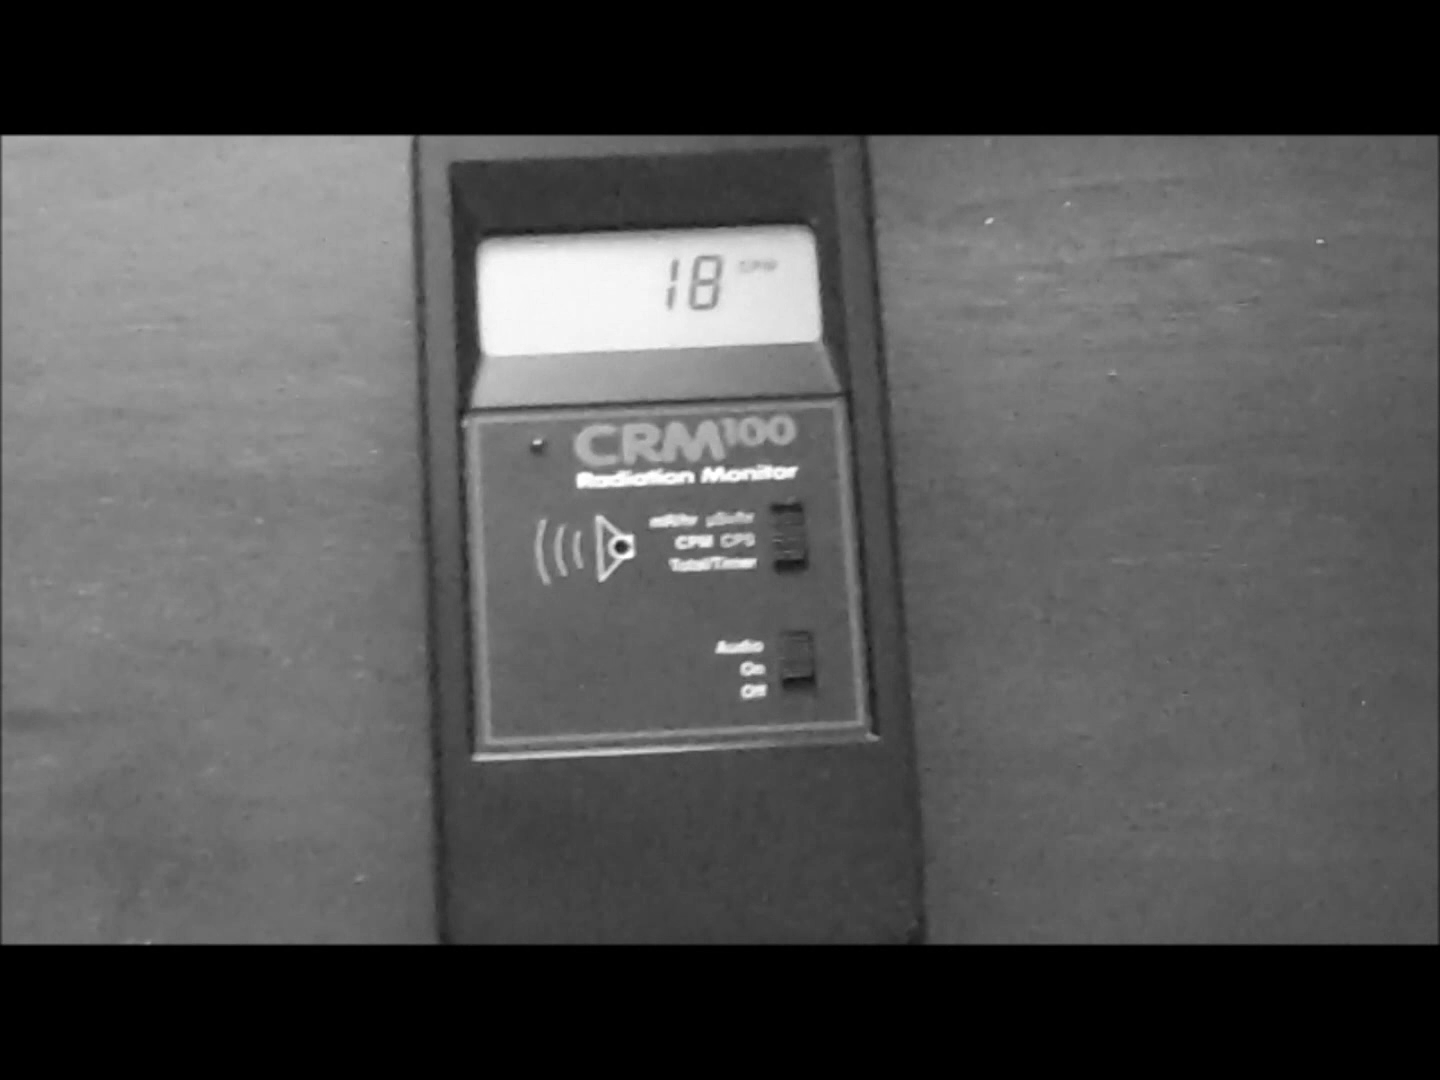 18 CPM
CRM100
Radiation Monitor
mR/hr µSv/hr
CPM CPS
Total/Timer
Audio
On
Off